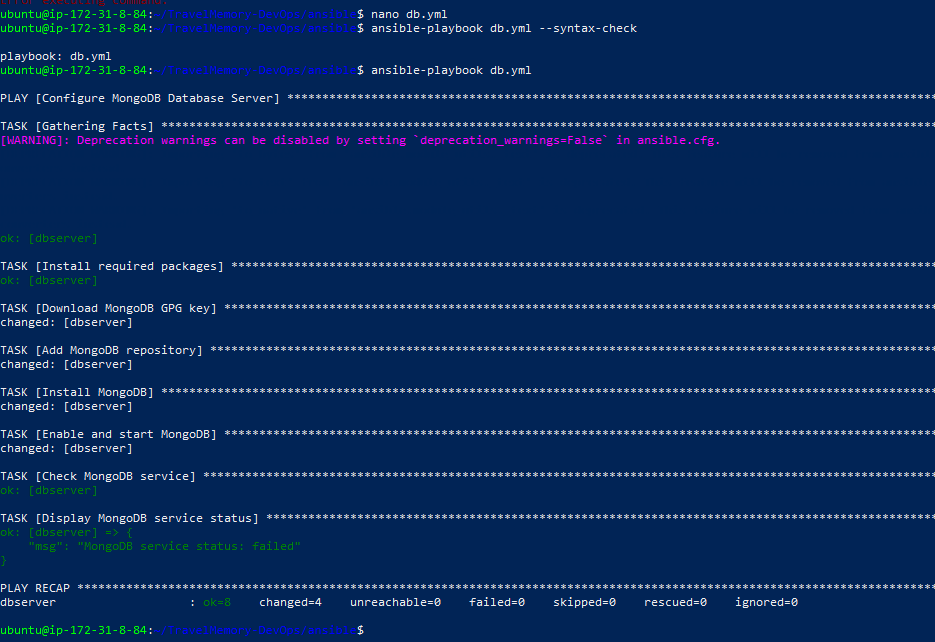 ubuntu@ip-172-31-8-84:~/TravelMemory-DevOps/ansible$ nano db.yml
ubuntu@ip-172-31-8-84:~/TravelMemory-DevOps/ansible$ ansible-playbook db.yml --syntax-check
playbook: db.yml
ubuntu@ip-172-31-8-84:~/TravelMemory-DevOps/ansible$ ansible-playbook db.yml
PLAY [Configure MongoDB Database Server] *********************************************************************************************
TASK [Gathering Facts] ***************************************************************************************************************
[WARNING]: Deprecation warnings can be disabled by setting `deprecation_warnings=False` in ansible.cfg.
ok: [dbserver]
TASK [Install required packages] *****************************************************************************************************
ok: [dbserver]
TASK [Download MongoDB GPG key] ******************************************************************************************************
changed: [dbserver]
TASK [Add MongoDB repository] ********************************************************************************************************
changed: [dbserver]
TASK [Install MongoDB] ***************************************************************************************************************
changed: [dbserver]
TASK [Enable and start MongoDB] ******************************************************************************************************
changed: [dbserver]
TASK [Check MongoDB service] *********************************************************************************************************
ok: [dbserver]
TASK [Display MongoDB service status] ************************************************************************************************
ok: [dbserver] => {
    "msg": "MongoDB service status: failed"
}
PLAY RECAP ***************************************************************************************************************************
dbserver                   : ok=8    changed=4    unreachable=0    failed=0    skipped=0    rescued=0    ignored=0
ubuntu@ip-172-31-8-84:~/TravelMemory-DevOps/ansible$